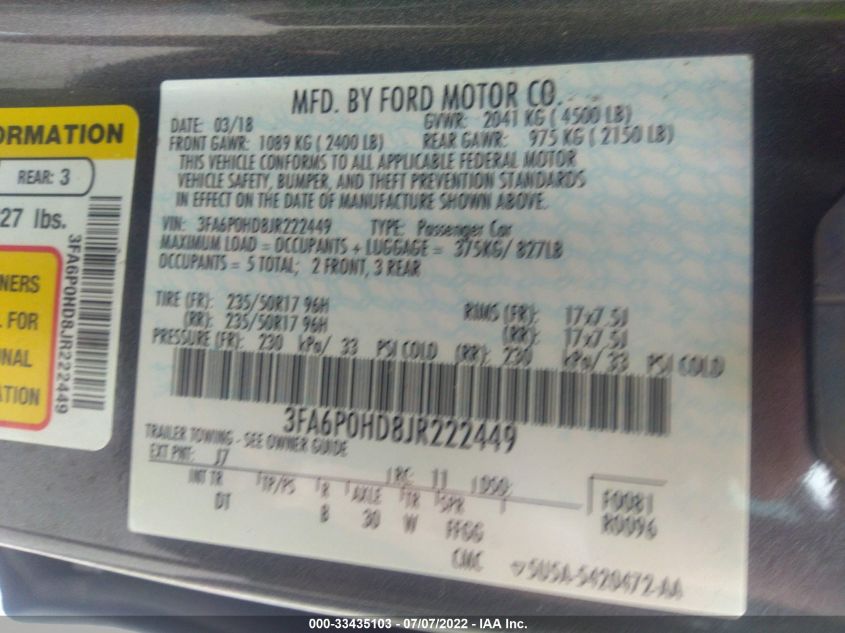 ORMATION
REAR: 3
27 lbs.
3FA6P0HD8JR222449
NERS
FOR
ONAL
MFD. BY FORD MOTOR CO.
DATE: 03/18 GVWR: 2041 KG ( 4500 LB)
FRONT GAWR: 1089 KG ( 2400 LB) REAR GAWR: 975 KG ( 2150 LB)
THIS VEHICLE CONFORMS TO ALL APPLICABLE FEDERAL MOTOR
VEHICLE SAFETY, BUMPER, AND THEFT PREVENTION STANDARDS
IN EFFECT ON THE DATE OF MANUFACTURE SHOWN ABOVE.
VIN: 3FA6P0HD8JR222449 TYPE: Passenger Car
MAXIMUM LOAD = OCCUPANTS + LUGGAGE = 375KG/ 827LB
OCCUPANTS = 5 TOTAL; 2 FRONT, 3 REAR
TIRE (FR): 235/50R17 96H RIMS (FR): 17x7.5J
(RR): 235/50R17 96H (RR): 17x7.5J
PRESSURE (FR): 230 kPa/ 33 PSI COLD (RR): 230 kPa/ 33 PSI COLD
3FA6P0HD8JR222449
TRAILER TOWING - SEE OWNER GUIDE
EXT PNT: J7 RC: 11 DSO:
INT TR TP/PS R AXLE TR SPR F0081
DT 8 30 W FFGG R0096
CMC 5U5A-5420472-AA
000-33435103 - 07/07/2022 - IAA Inc.